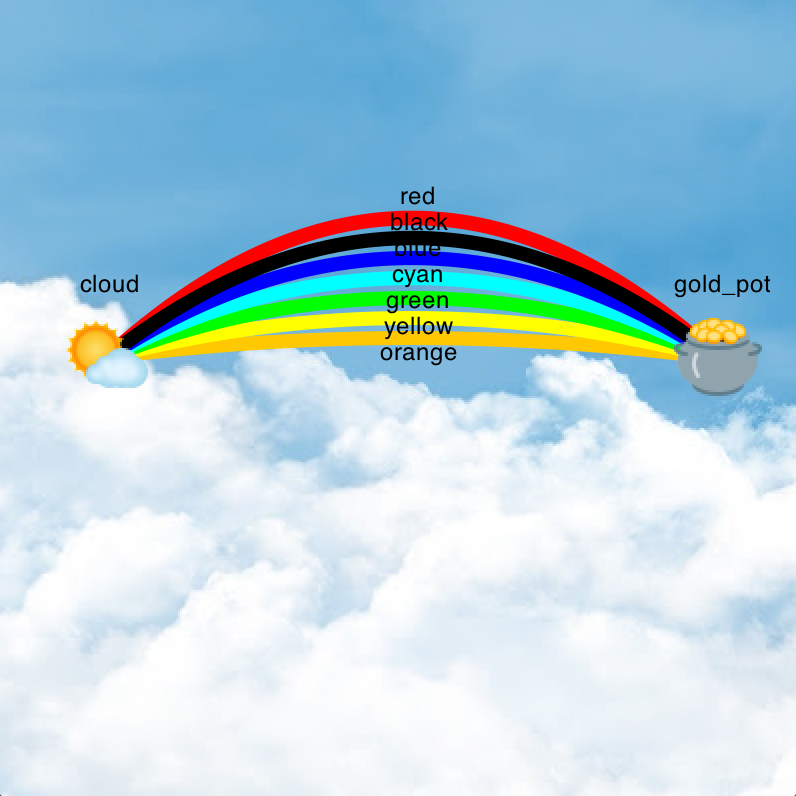 red
black
blue
cloud
cyan
gold_pot
green
yellow
orange